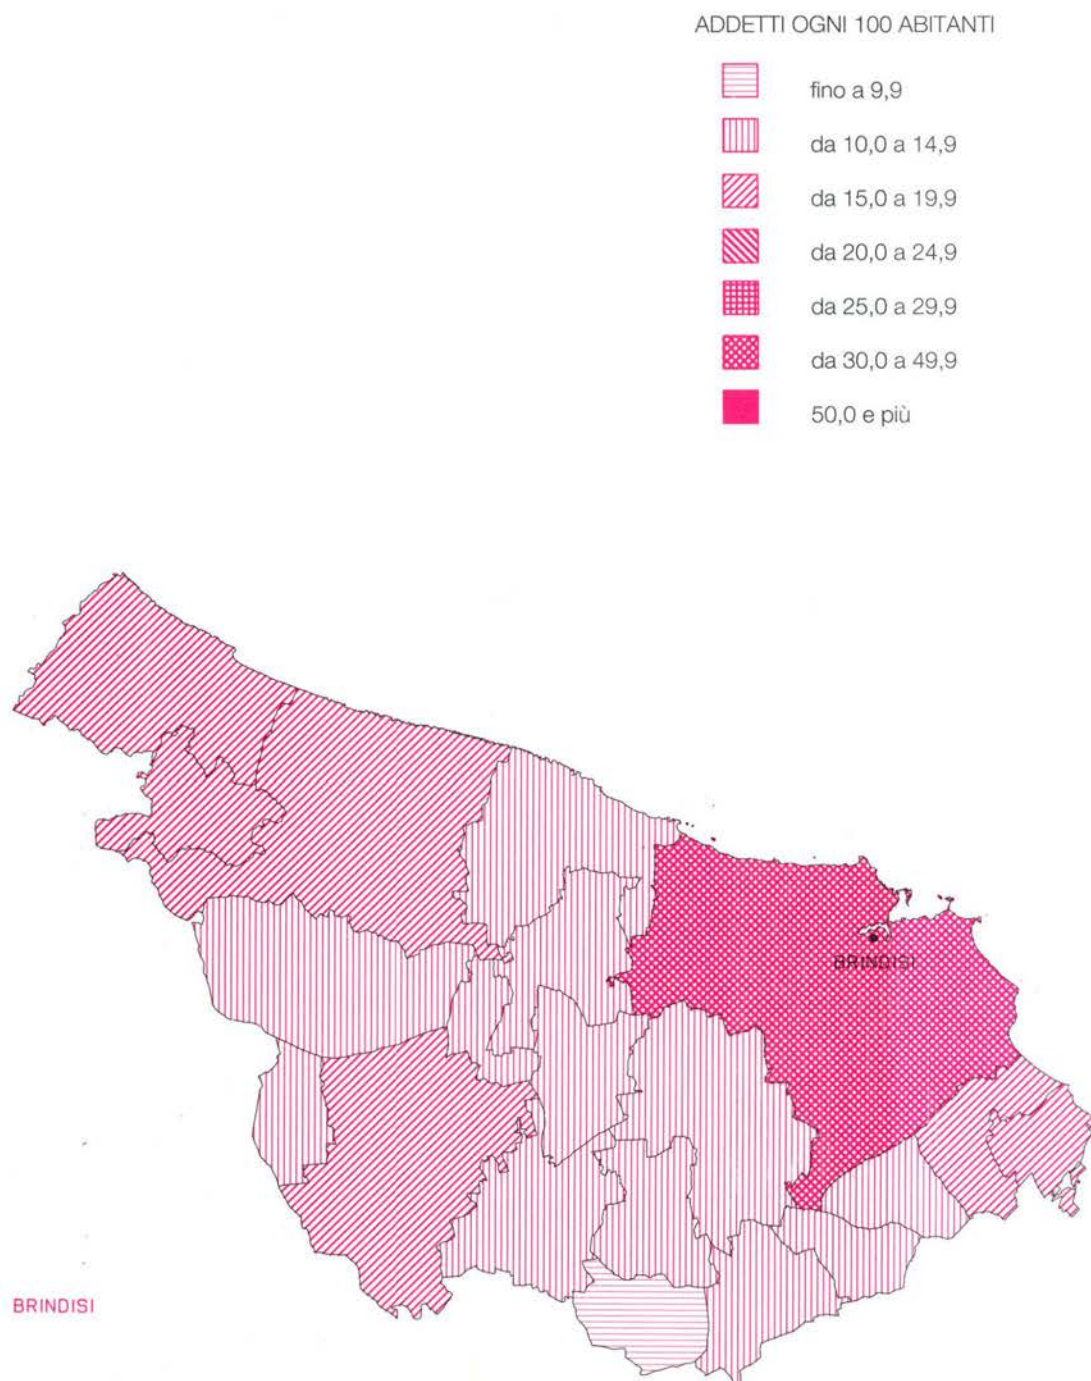 ADDETTI OGNI 100 ABITANTI
fino a 9,9
da 10,0 a 14,9
da 15,0 a 19,9
da 20,0 a 24,9
da 25,0 a 29,9
da 30,0 a 49,9
50,0 e più
BRINDISI
BRINDISI